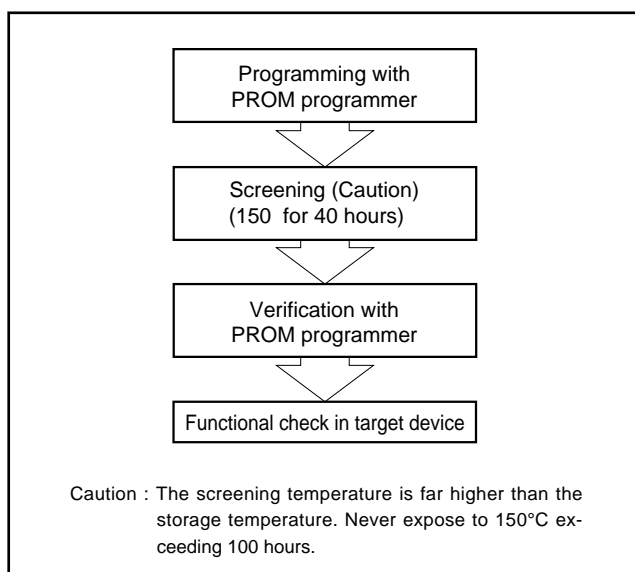 Programming with
PROM programmer
Screening (Caution)
(150  for 40 hours)
Verification with
PROM programmer
Functional check in target device
Caution : The screening temperature is far higher than the
storage temperature. Never expose to 150°C ex-
ceeding 100 hours.